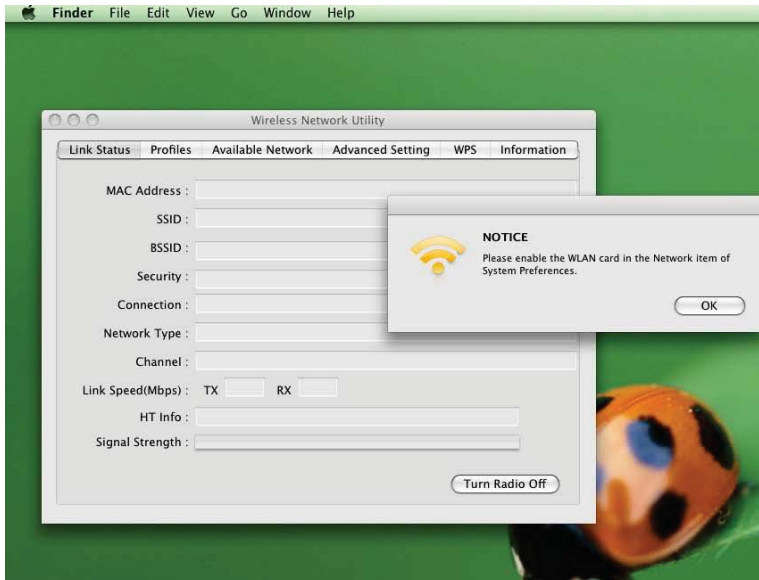 Finder File Edit View Go Window Help
Wireless Network Utility
Link Status Profiles Available Network Advanced Setting WPS Information
MAC Address :
SSID :
BSSID :
Security :
Connection :
Network Type :
Channel :
Link Speed(Mbps) : TX RX
HT Info :
Signal Strength :
Turn Radio Off
NOTICE
Please enable the WLAN card in the Network item of
System Preferences.
OK